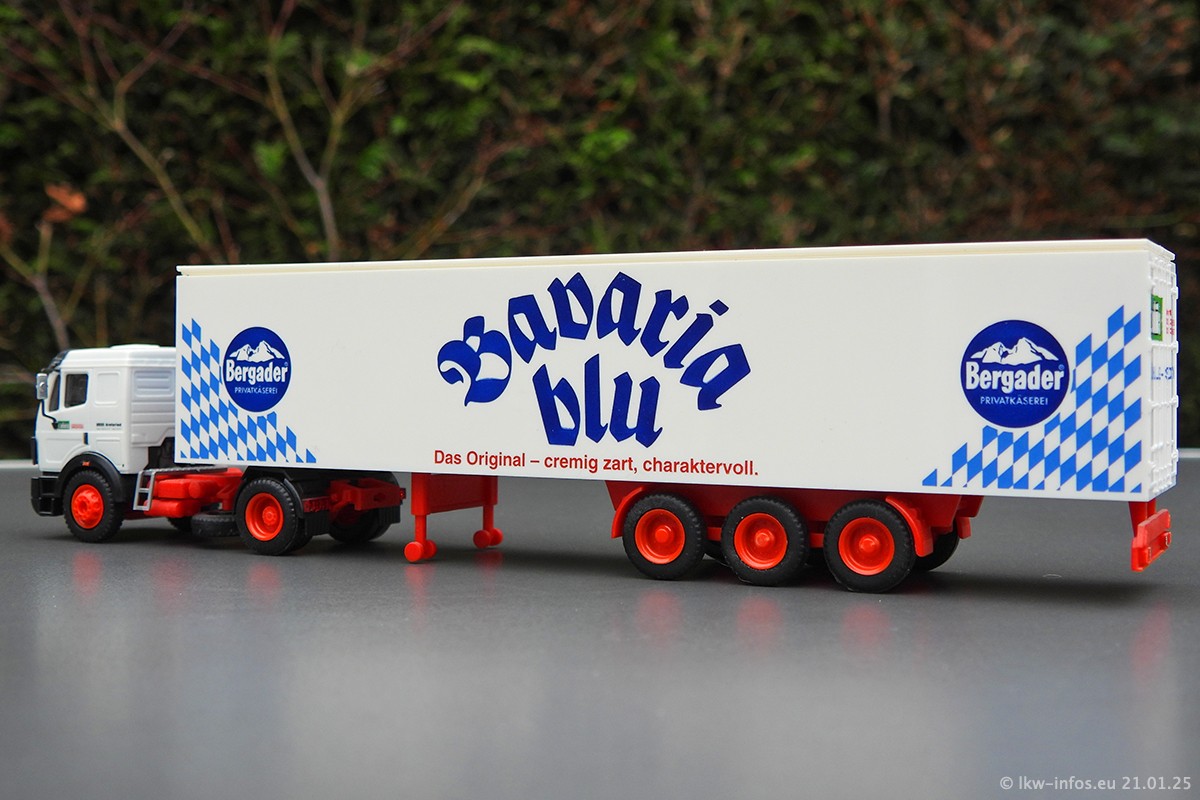 Bergader
PRIVATKÄSEREI
Bavaria
blu
Das Original – cremig zart, charaktervoll.
Bergader®
PRIVATKÄSEREI
© lkw-infos.eu 21.01.25